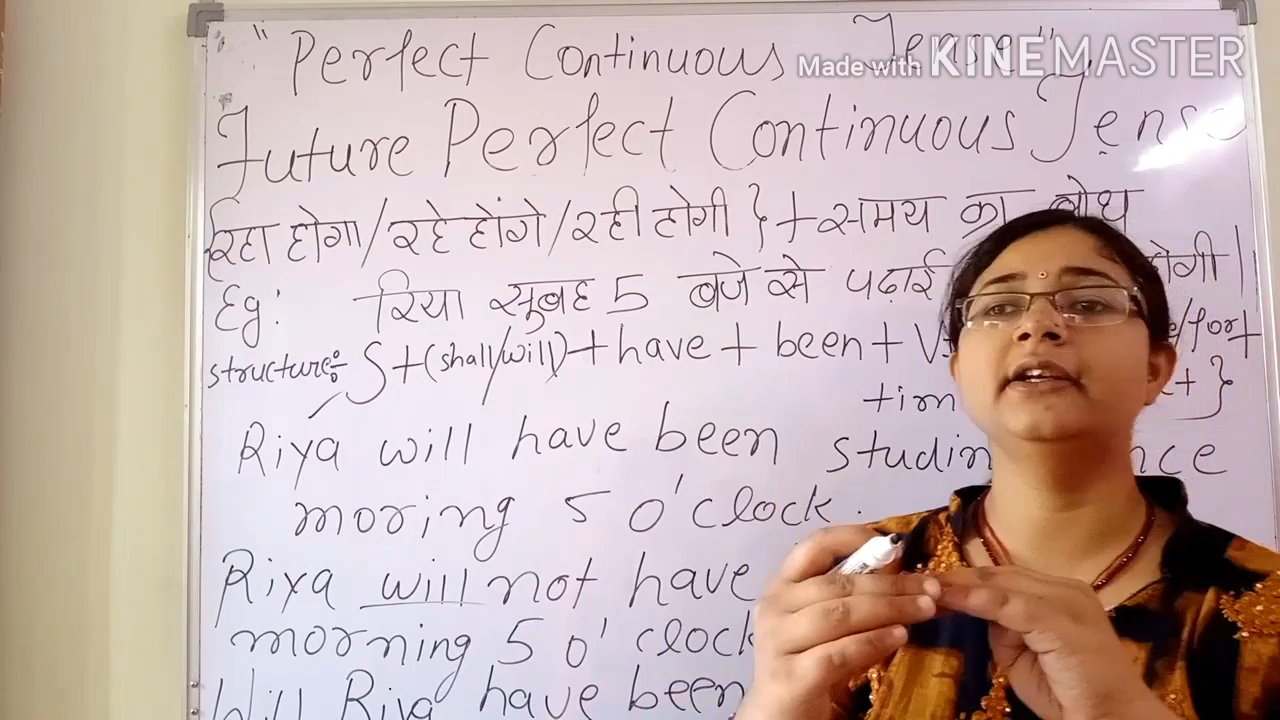 "Perfect Continuous Tense"
Made with KINEMASTER
Future Perfect Continuous Tense
{रहा होगा/रहे होंगे/रही होगी } + समय का बोध
Eg: रिया सुबह 5 बजे से पढ़ाई होगी |
structure:- S + (shall/will) + have + been + /for +
Riya will have been
moring 5 o'clock.
Riya will not have
morning 5 o'
Will Riya have been